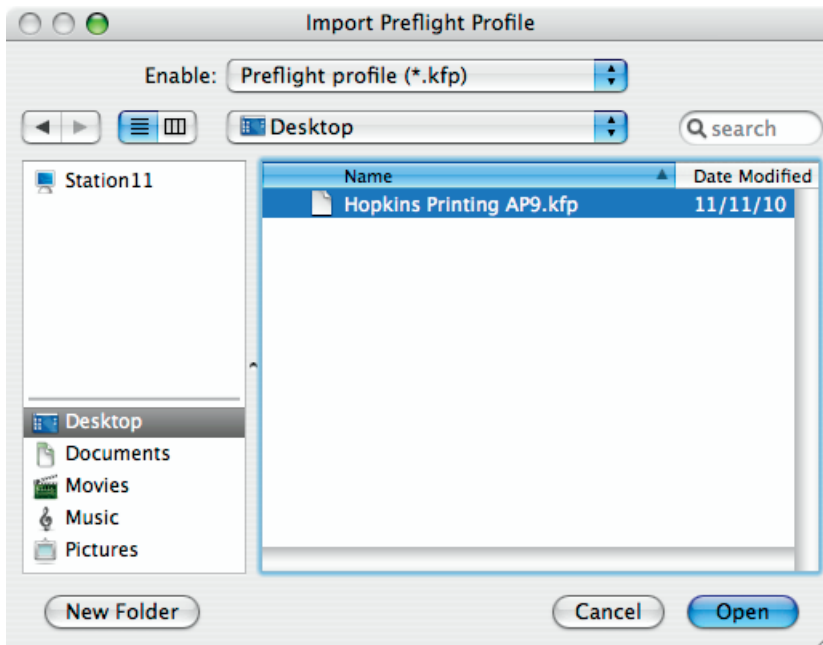 Import Preflight Profile
Enable: Preflight profile (*.kfp)
Desktop search
Station11
Name Date Modified
Hopkins Printing AP9.kfp 11/11/10
Desktop
Documents
Movies
Music
Pictures
New Folder Cancel Open